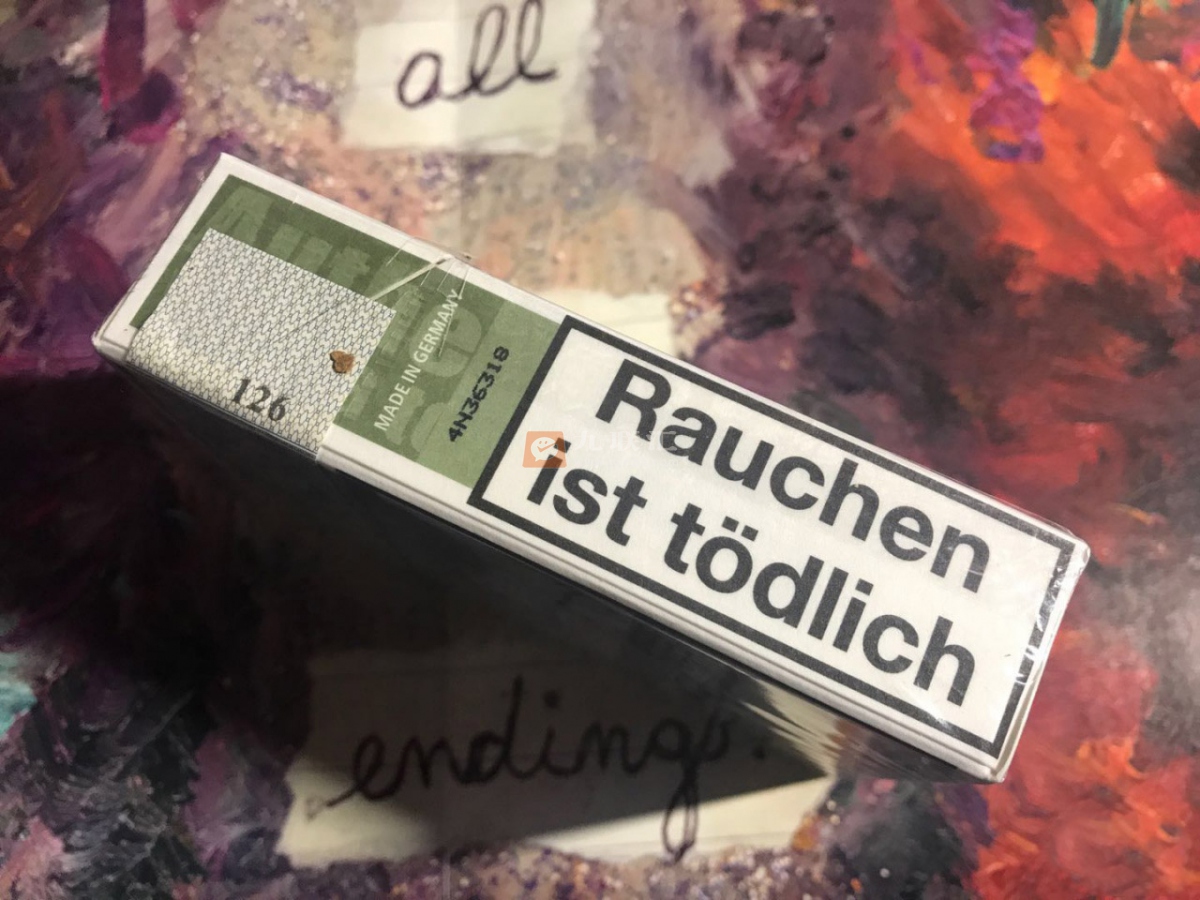 all
126
MADE IN GERMANY
4N36318
Rauchen
ist tödlich
endings.